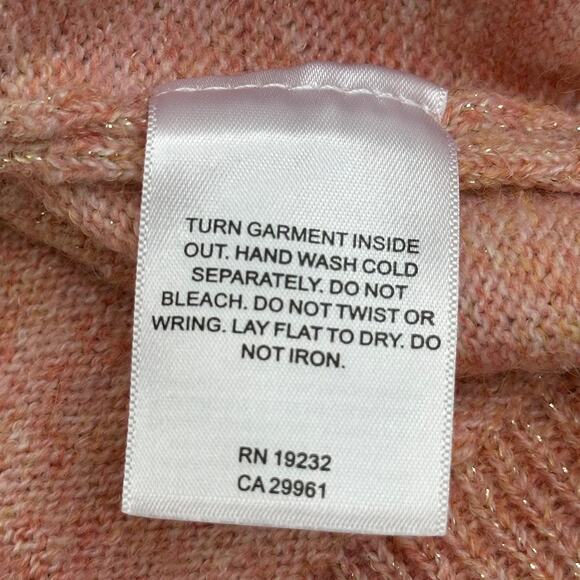 TURN GARMENT INSIDE
OUT. HAND WASH COLD
SEPARATELY. DO NOT
BLEACH. DO NOT TWIST OR
WRING. LAY FLAT TO DRY. DO
NOT IRON.
RN 19232
CA 29961